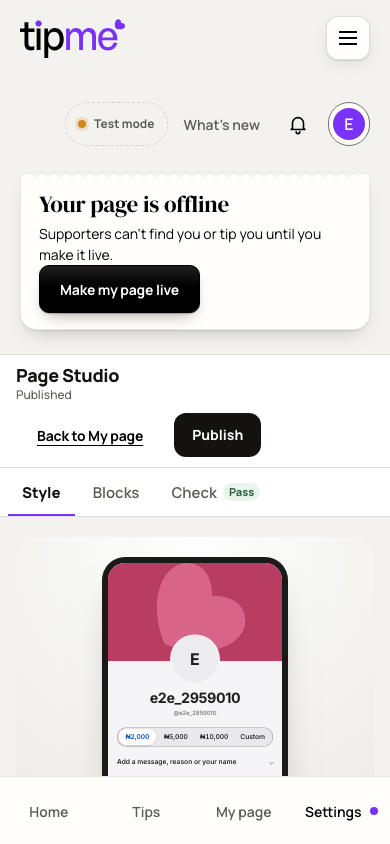 tipme
Test mode
What's new
E
Your page is offline
Supporters can't find you or tip you until you
make it live.
Make my page live
Page Studio
Published
Back to My page
Publish
Style
Blocks
Check
Pass
E
e2e_2959010
@e2e_2959010
₦2,000
₦5,000
₦10,000
Custom
Add a message, reason or your name
Home
Tips
My page
Settings